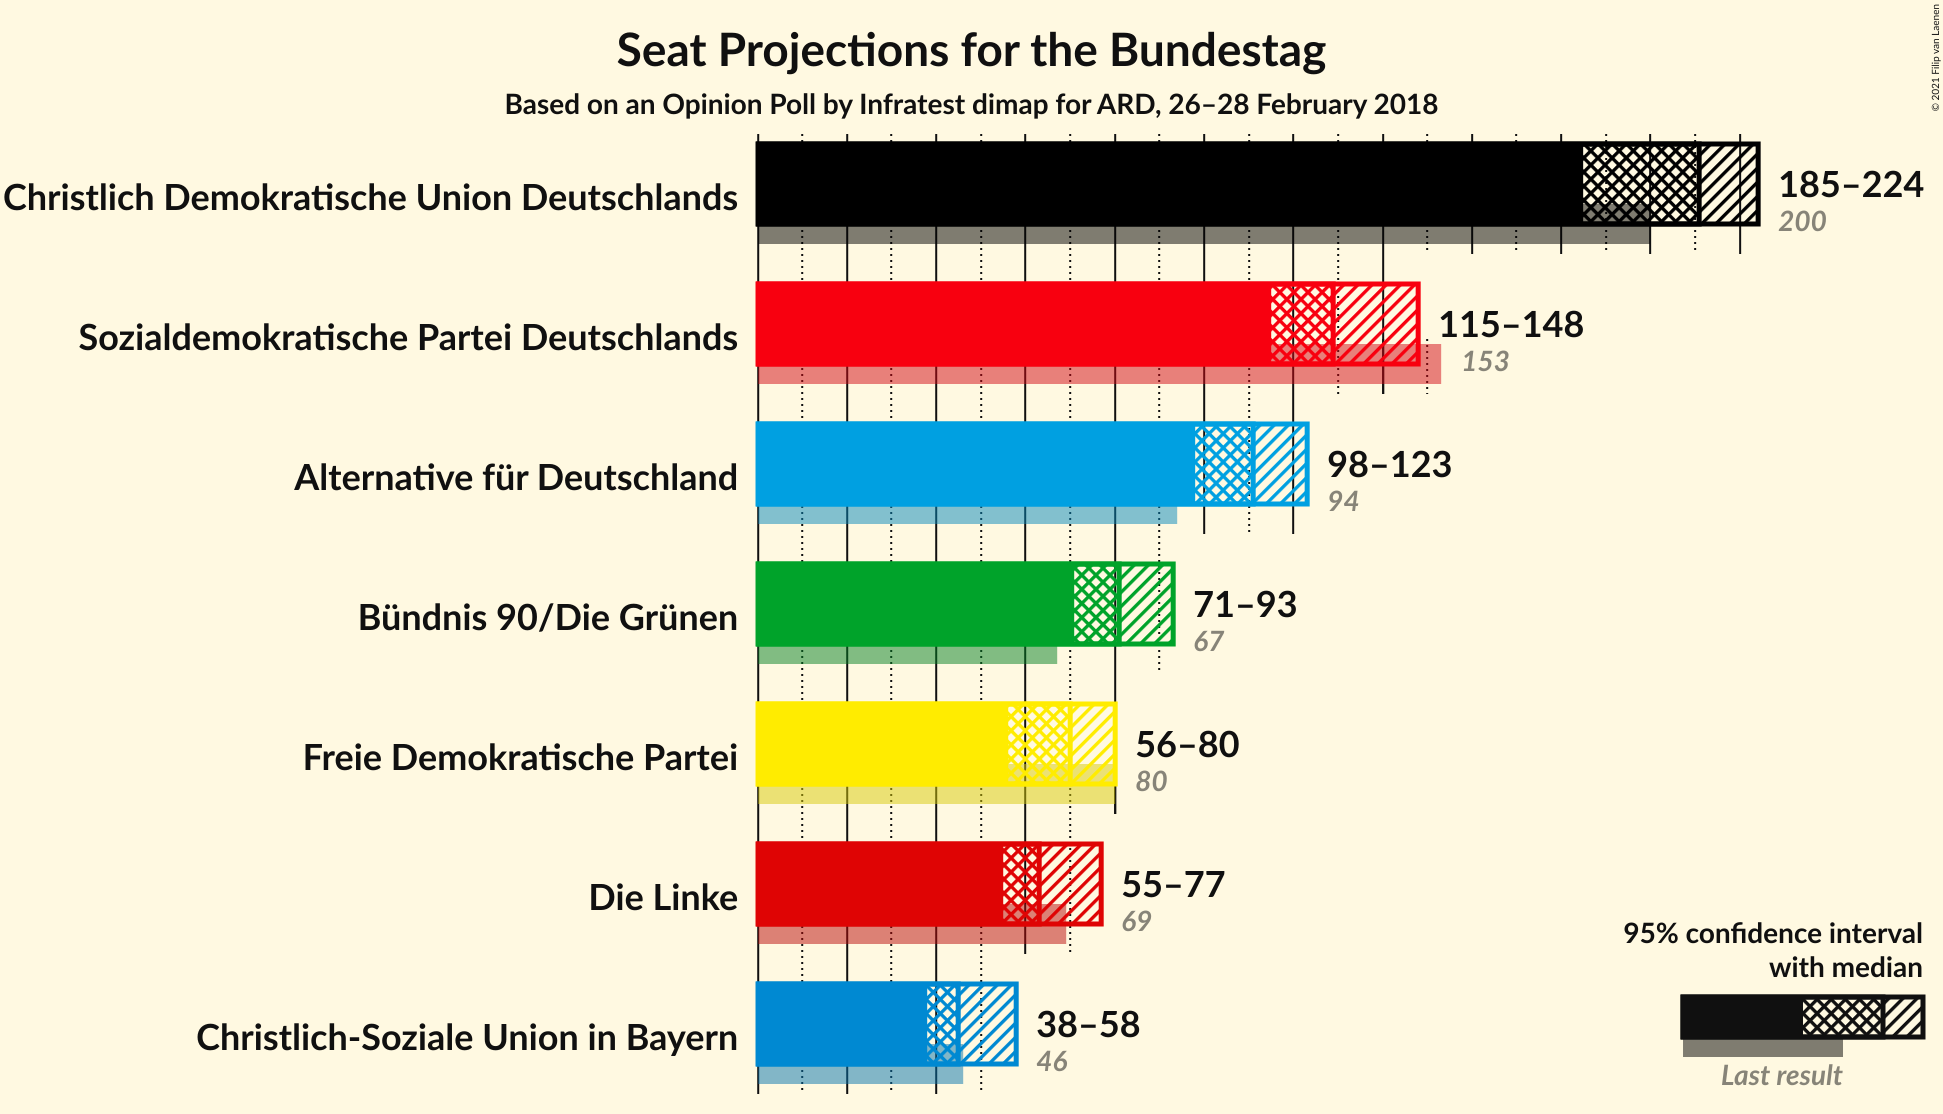 Seat Projections for the Bundestag
Based on an Opinion Poll by Infratest dimap for ARD, 26–28 February 2018
© 2021 Filip van Laenen
Christlich Demokratische Union Deutschlands
185–224
200
Sozialdemokratische Partei Deutschlands
115–148
153
Alternative für Deutschland
98–123
94
Bündnis 90/Die Grünen
71–93
67
Freie Demokratische Partei
56–80
80
Die Linke
55–77
69
Christlich-Soziale Union in Bayern
38–58
46
95% confidence interval
with median
Last result